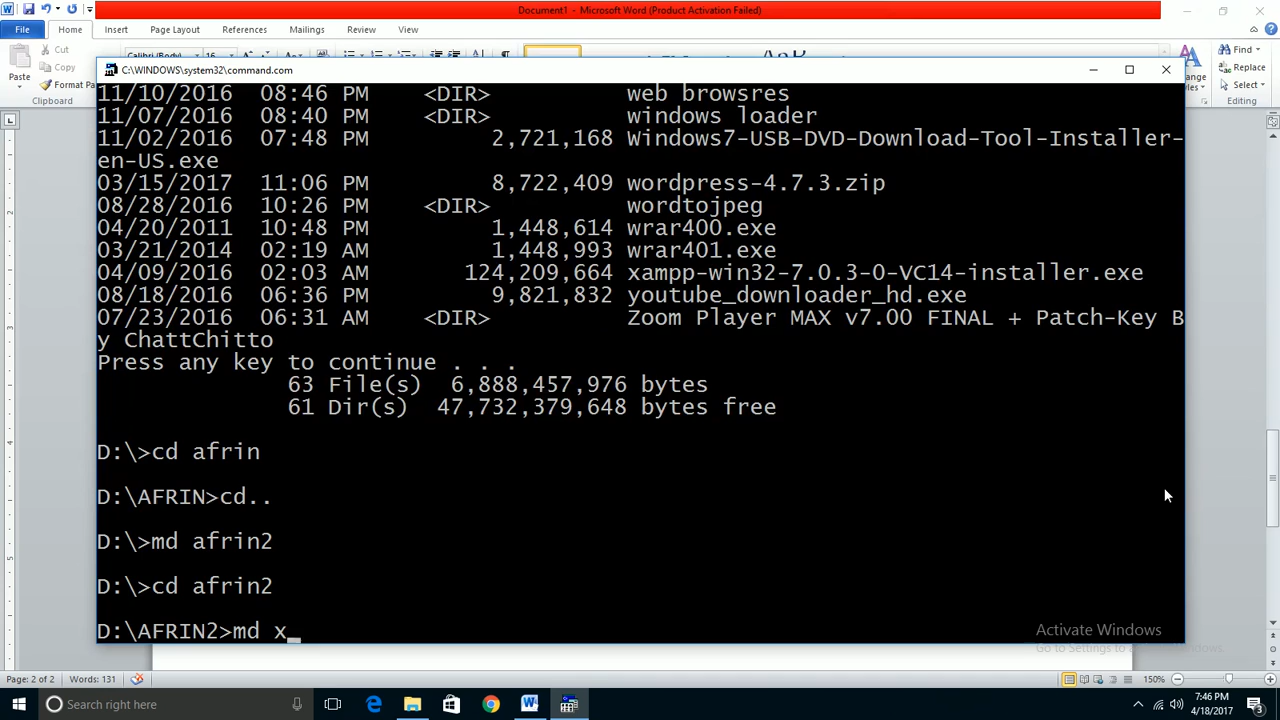 Document1 - Microsoft Word (Product Activation Failed)
File Home Insert Page Layout References Mailings Review View
Cut
Copy
Format Pa
Paste
Clipboard
Find
Replace
Select
Editing
C:\WINDOWS\system32\command.com
11/10/2016 08:46 PM <DIR> web browsres
11/07/2016 08:40 PM <DIR> windows loader
11/02/2016 07:48 PM 2,721,168 Windows7-USB-DVD-Download-Tool-Installer-
en-US.exe
03/15/2017 11:06 PM 8,722,409 wordpress-4.7.3.zip
08/28/2016 10:26 PM <DIR> wordtojpeg
04/20/2011 10:48 PM 1,448,614 wrar400.exe
03/21/2014 02:19 AM 1,448,993 wrar401.exe
04/09/2016 02:03 AM 124,209,664 xampp-win32-7.0.3-0-VC14-installer.exe
08/18/2016 06:36 PM 9,821,832 youtube_downloader_hd.exe
07/23/2016 06:31 AM <DIR> Zoom Player MAX v7.00 FINAL + Patch-Key B
y ChattChitto
Press any key to continue . . .
63 File(s) 6,888,457,976 bytes
61 Dir(s) 47,732,379,648 bytes free
D:\>cd afrin
D:\AFRIN>cd..
D:\>md afrin2
D:\>cd afrin2
D:\AFRIN2>md x_
Activate Windows
Go to Settings to
Page: 2 of 2 Words: 131 150%
Search right here
7:46 PM
4/18/2017